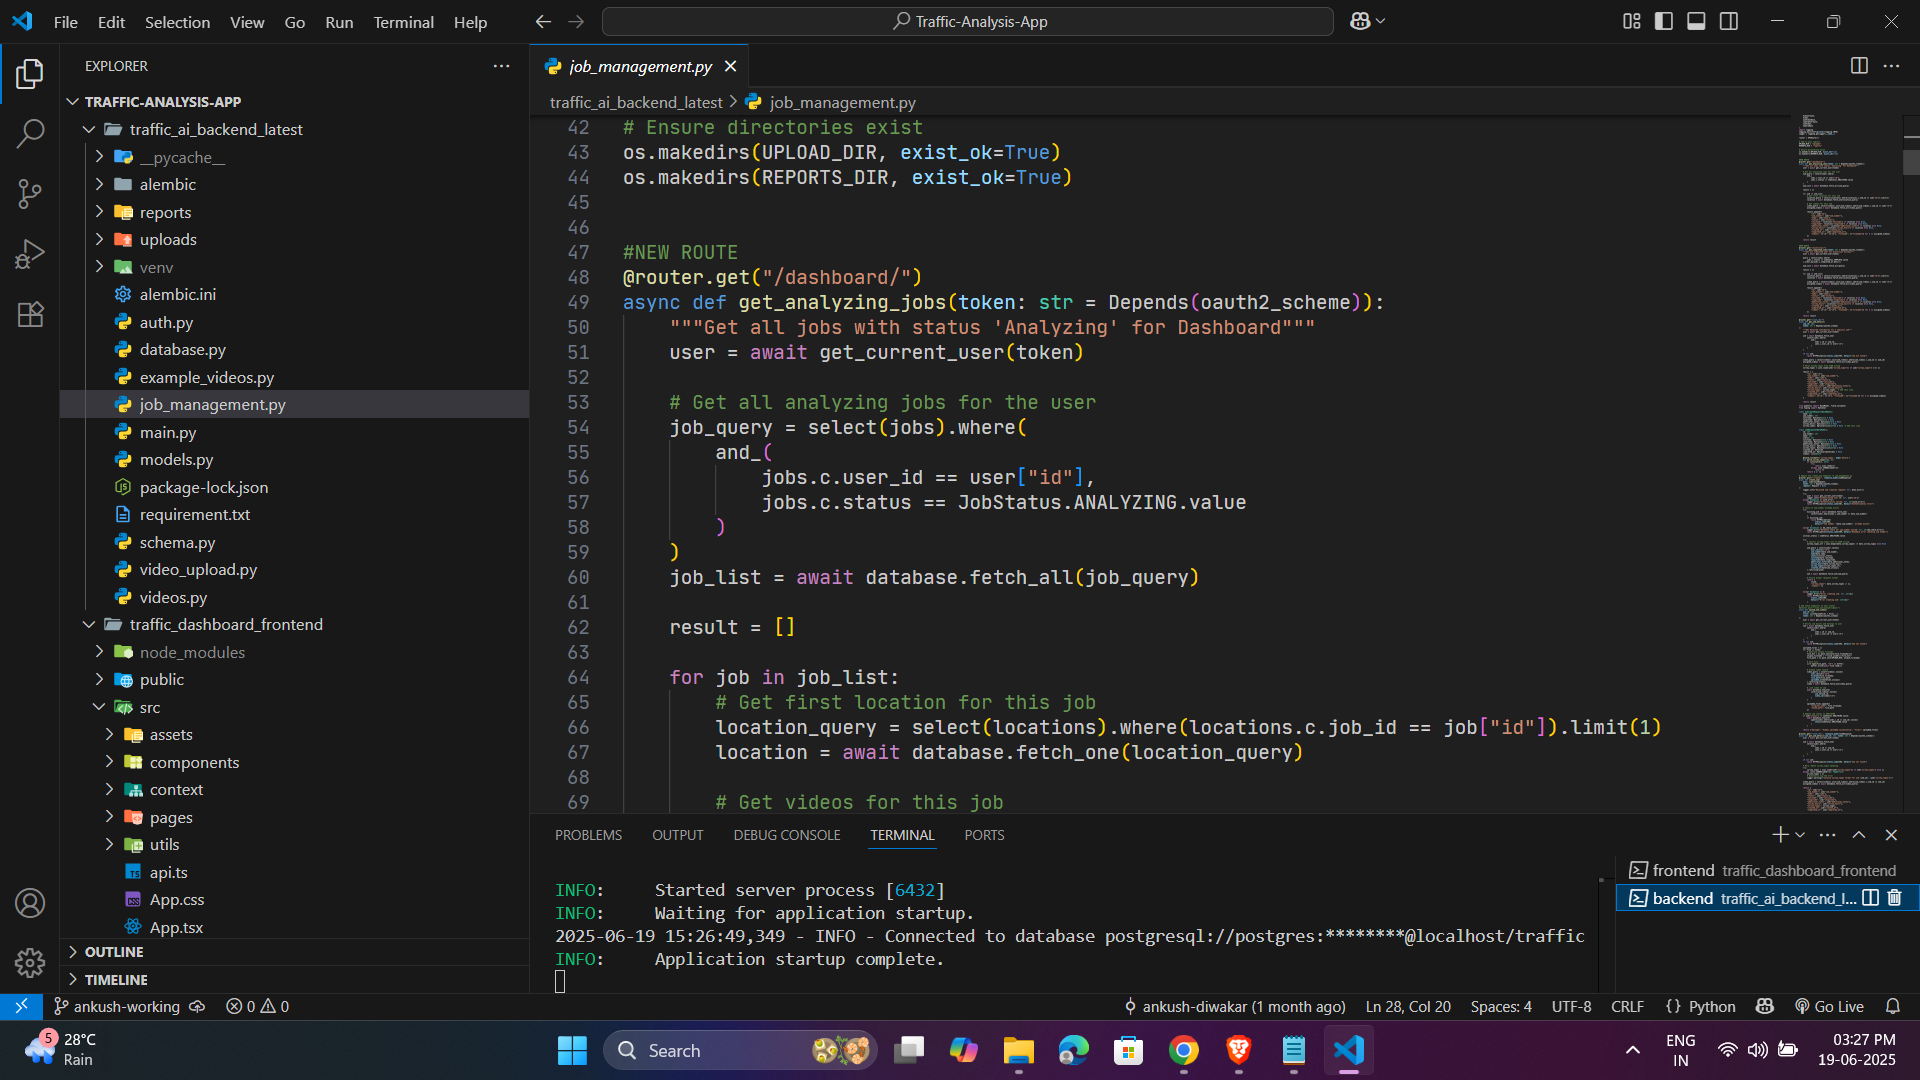 File Edit Selection View Go Run Terminal Help
Traffic-Analysis-App
EXPLORER
TRAFFIC-ANALYSIS-APP
traffic_ai_backend_latest
__pycache__
alembic
reports
uploads
venv
alembic.ini
auth.py
database.py
example_videos.py
job_management.py
main.py
models.py
package-lock.json
requirement.txt
schema.py
video_upload.py
videos.py
traffic_dashboard_frontend
node_modules
public
src
assets
components
context
pages
utils
api.ts
App.css
App.tsx
OUTLINE
TIMELINE
job_management.py
traffic_ai_backend_latest > job_management.py
42 # Ensure directories exist
43 os.makedirs(UPLOAD_DIR, exist_ok=True)
44 os.makedirs(REPORTS_DIR, exist_ok=True)
45
46
47 #NEW ROUTE
48 @router.get("/dashboard/")
49 async def get_analyzing_jobs(token: str = Depends(oauth2_scheme)):
50 """Get all jobs with status 'Analyzing' for Dashboard"""
51 user = await get_current_user(token)
52
53 # Get all analyzing jobs for the user
54 job_query = select(jobs).where(
55 and_(
56 jobs.c.user_id == user["id"],
57 jobs.c.status == JobStatus.ANALYZING.value
58 )
59 )
60 job_list = await database.fetch_all(job_query)
61
62 result = []
63
64 for job in job_list:
65 # Get first location for this job
66 location_query = select(locations).where(locations.c.job_id == job["id"]).limit(1)
67 location = await database.fetch_one(location_query)
68
69 # Get videos for this job
PROBLEMS OUTPUT DEBUG CONSOLE TERMINAL PORTS
INFO: Started server process [6432]
INFO: Waiting for application startup.
2025-06-19 15:26:49,349 - INFO - Connected to database postgresql://postgres:********@localhost/traffic
INFO: Application startup complete.
frontend traffic_dashboard_frontend
backend traffic_ai_backend_l...
ankush-working 0 0 ankush-diwakar (1 month ago) Ln 28, Col 20 Spaces: 4 UTF-8 CRLF {} Python Go Live
5
28°C
Rain
Search
ENG
IN
03:27 PM
19-06-2025